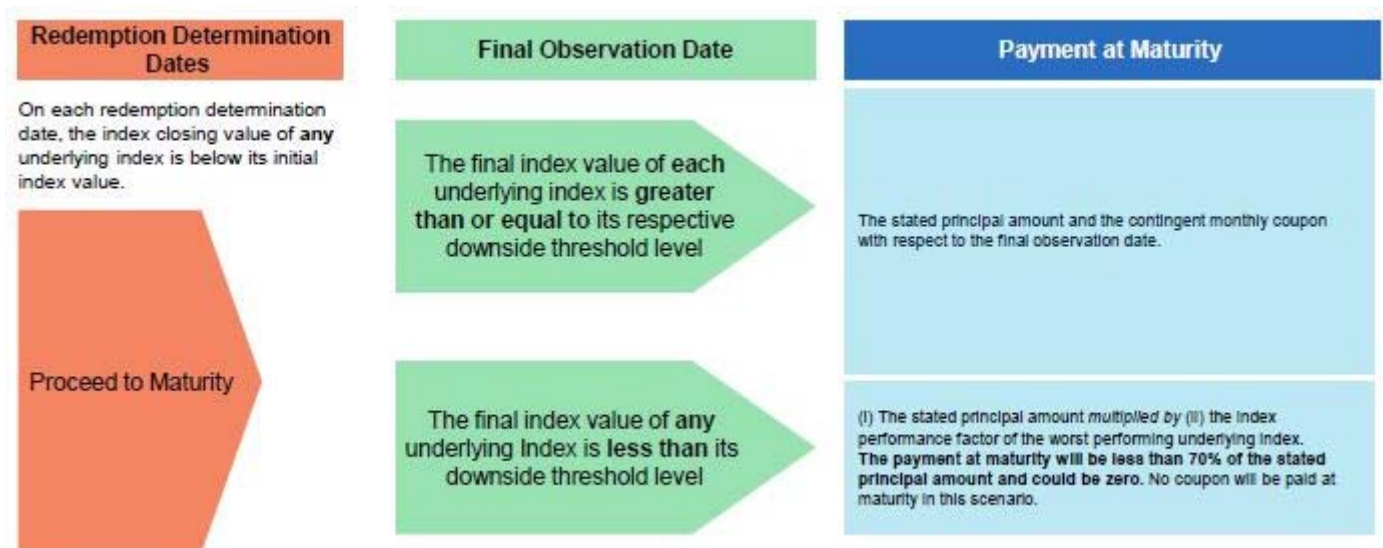 Redemption Determination
Dates
On each redemption determination
date, the index closing value of any
underlying index is below its initial
index value.
Proceed to Maturity
Final Observation Date
The final index value of each
underlying index is greater
than or equal to its respective
downside threshold level
The final index value of any
underlying Index is less than its
downside threshold level
Payment at Maturity
The stated principal amount and the contingent monthly coupon
with respect to the final observation date.
(i) The stated principal amount multiplied by (ii) the index
performance factor of the worst performing underlying index.
The payment at maturity will be less than 70% of the stated
principal amount and could be zero. No coupon will be paid at
maturity in this scenario.